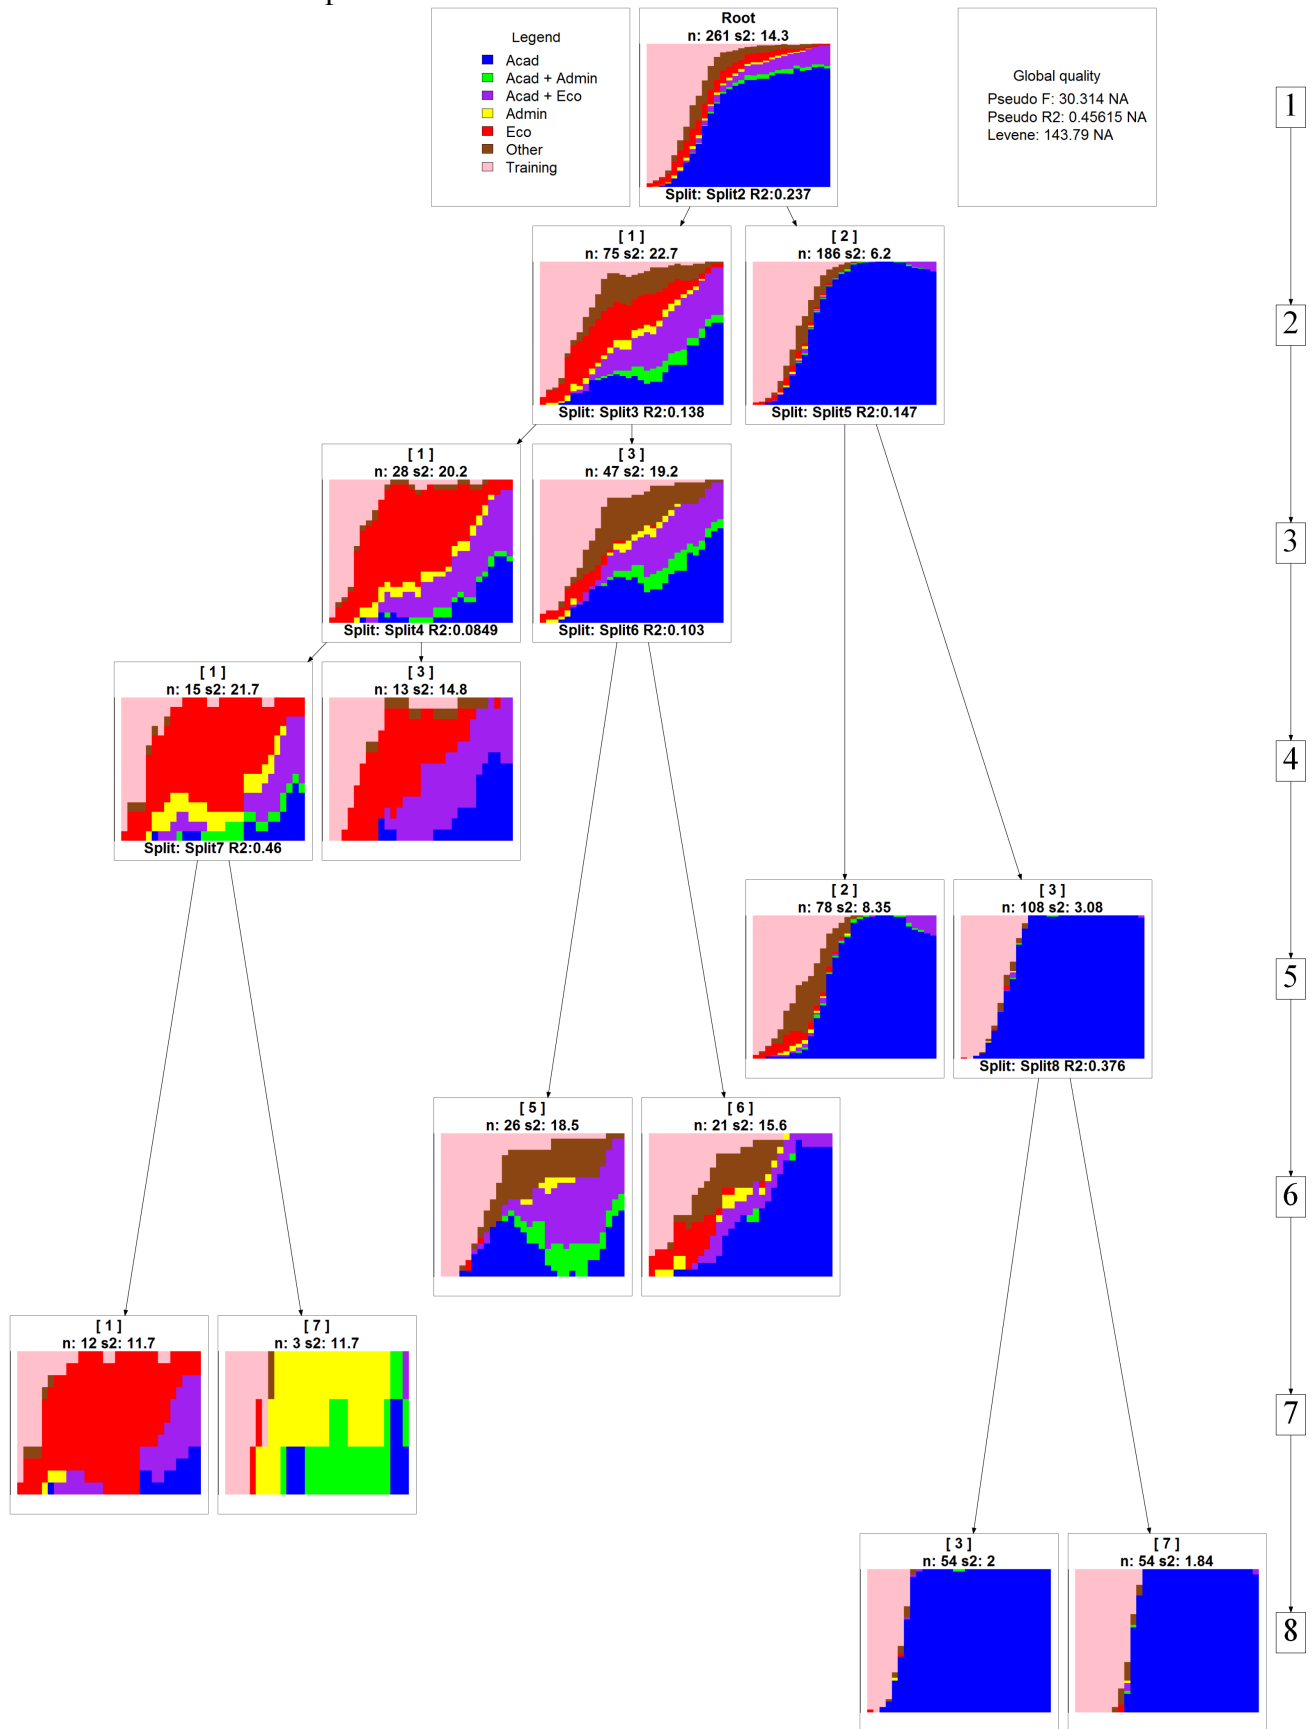 Legend
Acad
Acad + Admin
Acad + Eco
Admin
Eco
Other
Training
Root
n: 261 s2: 14.3
Split: Split2 R2:0.237
Global quality
Pseudo F: 30.314 NA
Pseudo R2: 0.45615 NA
Levene: 143.79 NA
1
[ 1 ]
n: 75 s2: 22.7
Split: Split3 R2:0.138
[ 2 ]
n: 186 s2: 6.2
Split: Split5 R2:0.147
2
[ 1 ]
n: 28 s2: 20.2
Split: Split4 R2:0.0849
[ 3 ]
n: 47 s2: 19.2
Split: Split6 R2:0.103
3
[ 1 ]
n: 15 s2: 21.7
Split: Split7 R2:0.46
[ 3 ]
n: 13 s2: 14.8
4
[ 2 ]
n: 78 s2: 8.35
[ 3 ]
n: 108 s2: 3.08
Split: Split8 R2:0.376
5
[ 5 ]
n: 26 s2: 18.5
[ 6 ]
n: 21 s2: 15.6
6
[ 1 ]
n: 12 s2: 11.7
[ 7 ]
n: 3 s2: 11.7
7
[ 3 ]
n: 54 s2: 2
[ 7 ]
n: 54 s2: 1.84
8